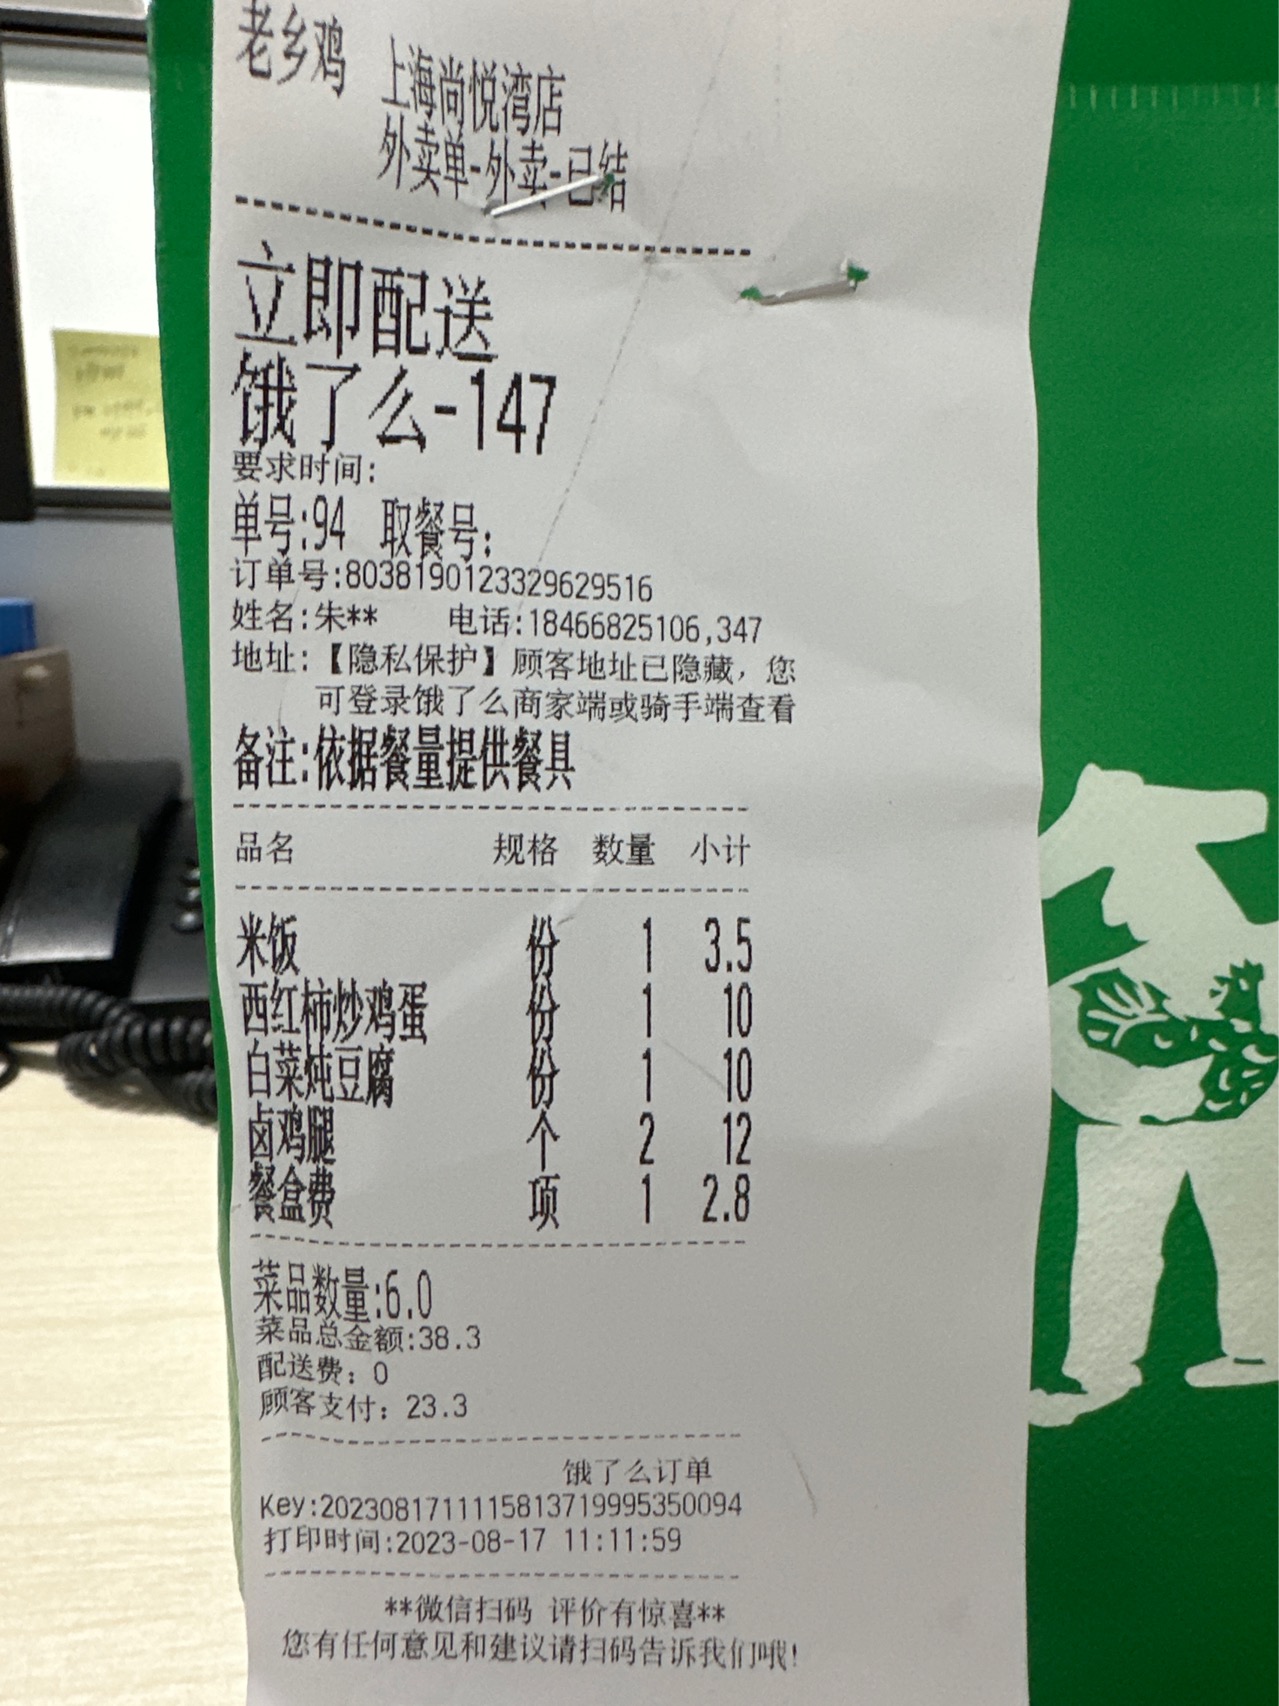 老乡鸡
上海尚悦湾店
外卖单-外卖-已结
立即配送
饿了么-147
要求时间:
单号:94 取餐号:
订单号:8038190123329629516
姓名:朱** 电话:18466825106,347
地址:【隐私保护】顾客地址已隐藏，您
可登录饿了么商家端或骑手端查看
备注:依据餐量提供餐具
品名 规格 数量 小计
米饭 份 1 3.5
西红柿炒鸡蛋 份 1 10
白菜炖豆腐 份 1 10
卤鸡腿 个 2 12
餐盒费 项 1 2.8
菜品数量:6.0
菜品总金额:38.3
配送费：0
顾客支付：23.3
饿了么订单
Key:2023081711115813719995350094
打印时间:2023-08-17 11:11:59
**微信扫码 评价有惊喜**
您有任何意见和建议请扫码告诉我们哦!